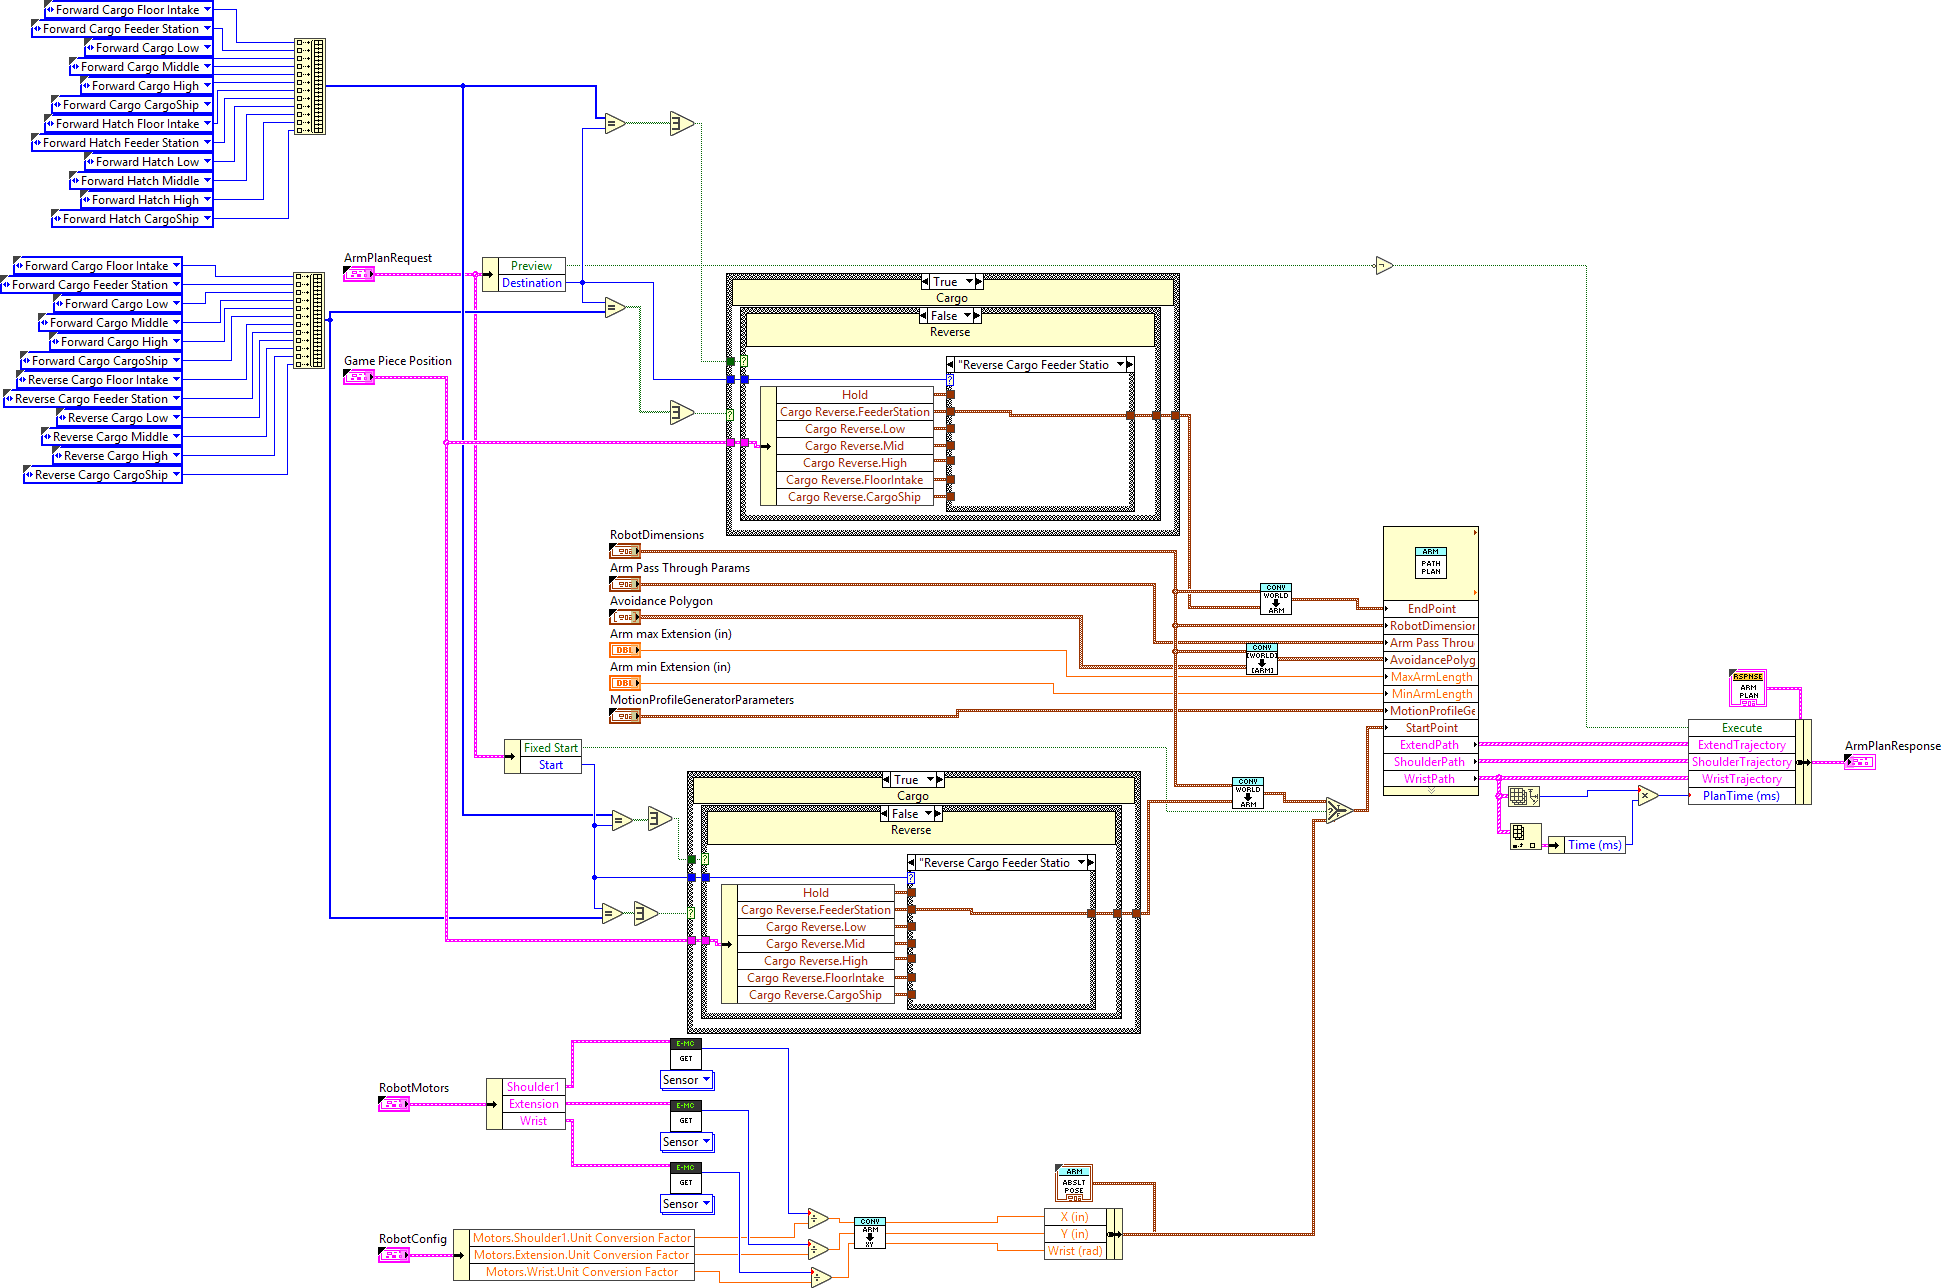 Forward Cargo Floor Intake
Forward Cargo Feeder Station
Forward Cargo Low
Forward Cargo Middle
Forward Cargo High
Forward Cargo CargoShip
Forward Hatch Floor Intake
Forward Hatch Feeder Station
Forward Hatch Low
Forward Hatch Middle
Forward Hatch High
Forward Hatch CargoShip
Forward Cargo Floor Intake
Forward Cargo Feeder Station
Forward Cargo Low
Forward Cargo Middle
Forward Cargo High
Forward Cargo CargoShip
Reverse Cargo Floor Intake
Reverse Cargo Feeder Station
Reverse Cargo Low
Reverse Cargo Middle
Reverse Cargo High
Reverse Cargo CargoShip
ArmPlanRequest
Preview
Destination
Game Piece Position
True
Cargo
False
Reverse
"Reverse Cargo Feeder Statio
Hold
Cargo Reverse.FeederStation
Cargo Reverse.Low
Cargo Reverse.Mid
Cargo Reverse.High
Cargo Reverse.FloorIntake
Cargo Reverse.CargoShip
RobotDimensions
Arm Pass Through Params
Avoidance Polygon
Arm max Extension (in)
DBL
Arm min Extension (in)
DBL
MotionProfileGeneratorParameters
CONV
WORLD
ARM
CONV
[WORLD]
[ARM]
ARM
PATH
PLAN
EndPoint
RobotDimension
Arm Pass Throu
AvoidancePolyg
MaxArmLength
MinArmLength
MotionProfileGe
StartPoint
ExtendPath
ShoulderPath
WristPath
RSPNSE
ARM
PLAN
Execute
ExtendTrajectory
ShoulderTrajectory
WristTrajectory
PlanTime (ms)
ArmPlanResponse
Time (ms)
Fixed Start
Start
True
Cargo
False
Reverse
"Reverse Cargo Feeder Statio
Hold
Cargo Reverse.FeederStation
Cargo Reverse.Low
Cargo Reverse.Mid
Cargo Reverse.High
Cargo Reverse.FloorIntake
Cargo Reverse.CargoShip
CONV
WORLD
ARM
RobotMotors
Shoulder1
Extension
Wrist
E-MC
GET
Sensor
E-MC
GET
Sensor
E-MC
GET
Sensor
RobotConfig
Motors.Shoulder1.Unit Conversion Factor
Motors.Extension.Unit Conversion Factor
Motors.Wrist.Unit Conversion Factor
CONV
ARM
XY
ARM
ABSLT
POSE
X (in)
Y (in)
Wrist (rad)